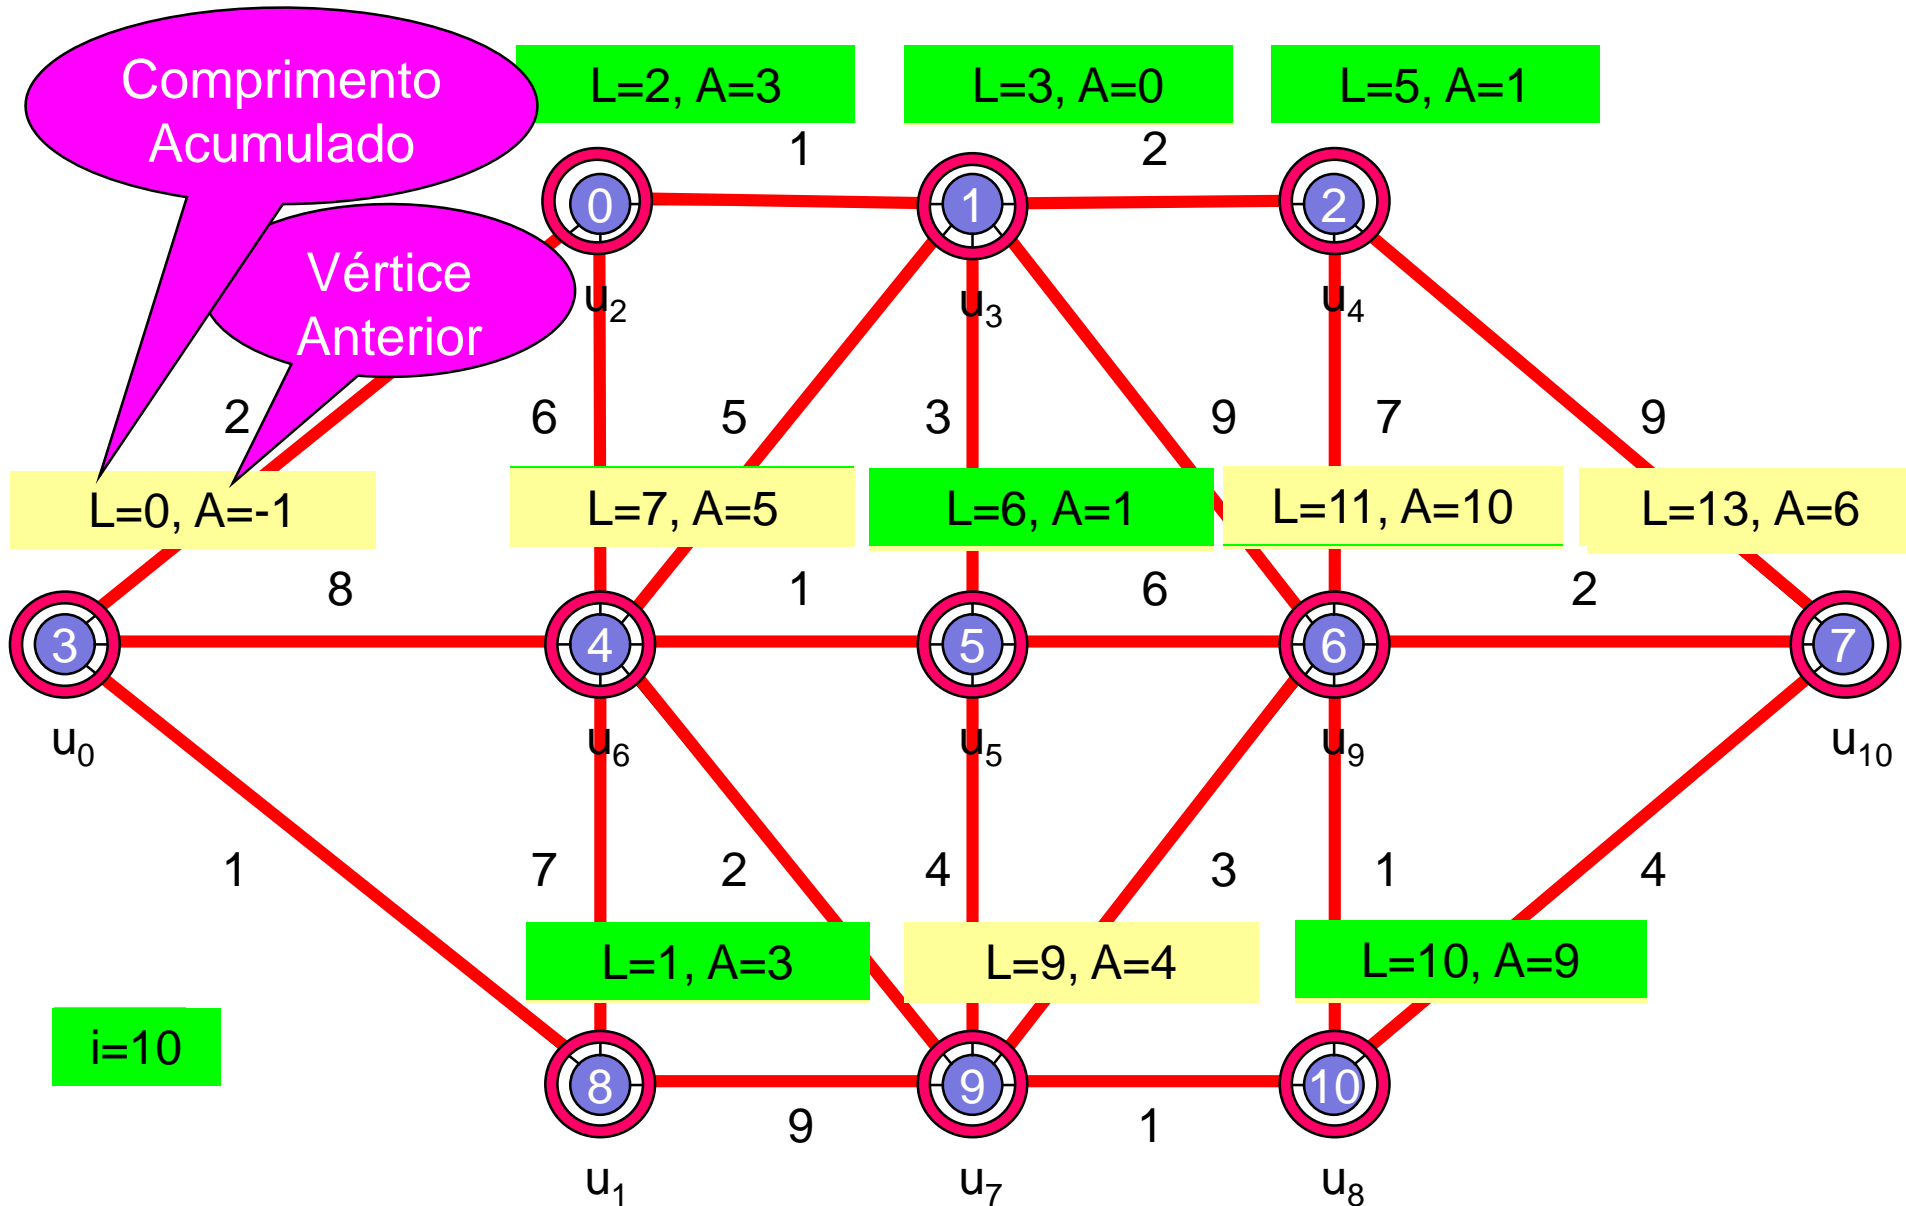 Comprimento
Acumulado
L=2, A=3
L=3, A=0
L=5, A=1
1
2
0
1
2
Vértice
Anterior
u2
u3
u4
2
6
5
3
9
7
9
L=0, A=-1
L=7, A=5
L=6, A=1
L=11, A=10
L=13, A=6
8
1
6
2
3
4
5
6
7
u0
u6
u5
u9
u10
1
7
2
4
3
1
4
L=1, A=3
L=9, A=4
L=10, A=9
i=10
8
9
10
9
1
u1
u7
u8